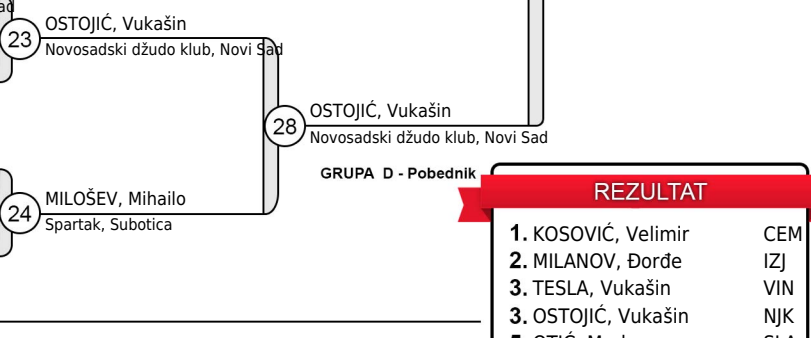 23
OSTOJIĆ, Vukašin
Novosadski džudo klub, Novi Sad
28
OSTOJIĆ, Vukašin
Novosadski džudo klub, Novi Sad
GRUPA D - Pobednik
24
MILOŠEV, Mihailo
Spartak, Subotica
REZULTAT
1. KOSOVIĆ, Velimir CEM
2. MILANOV, Đorđe IZJ
3. TESLA, Vukašin VIN
3. OSTOJIĆ, Vukašin NJK